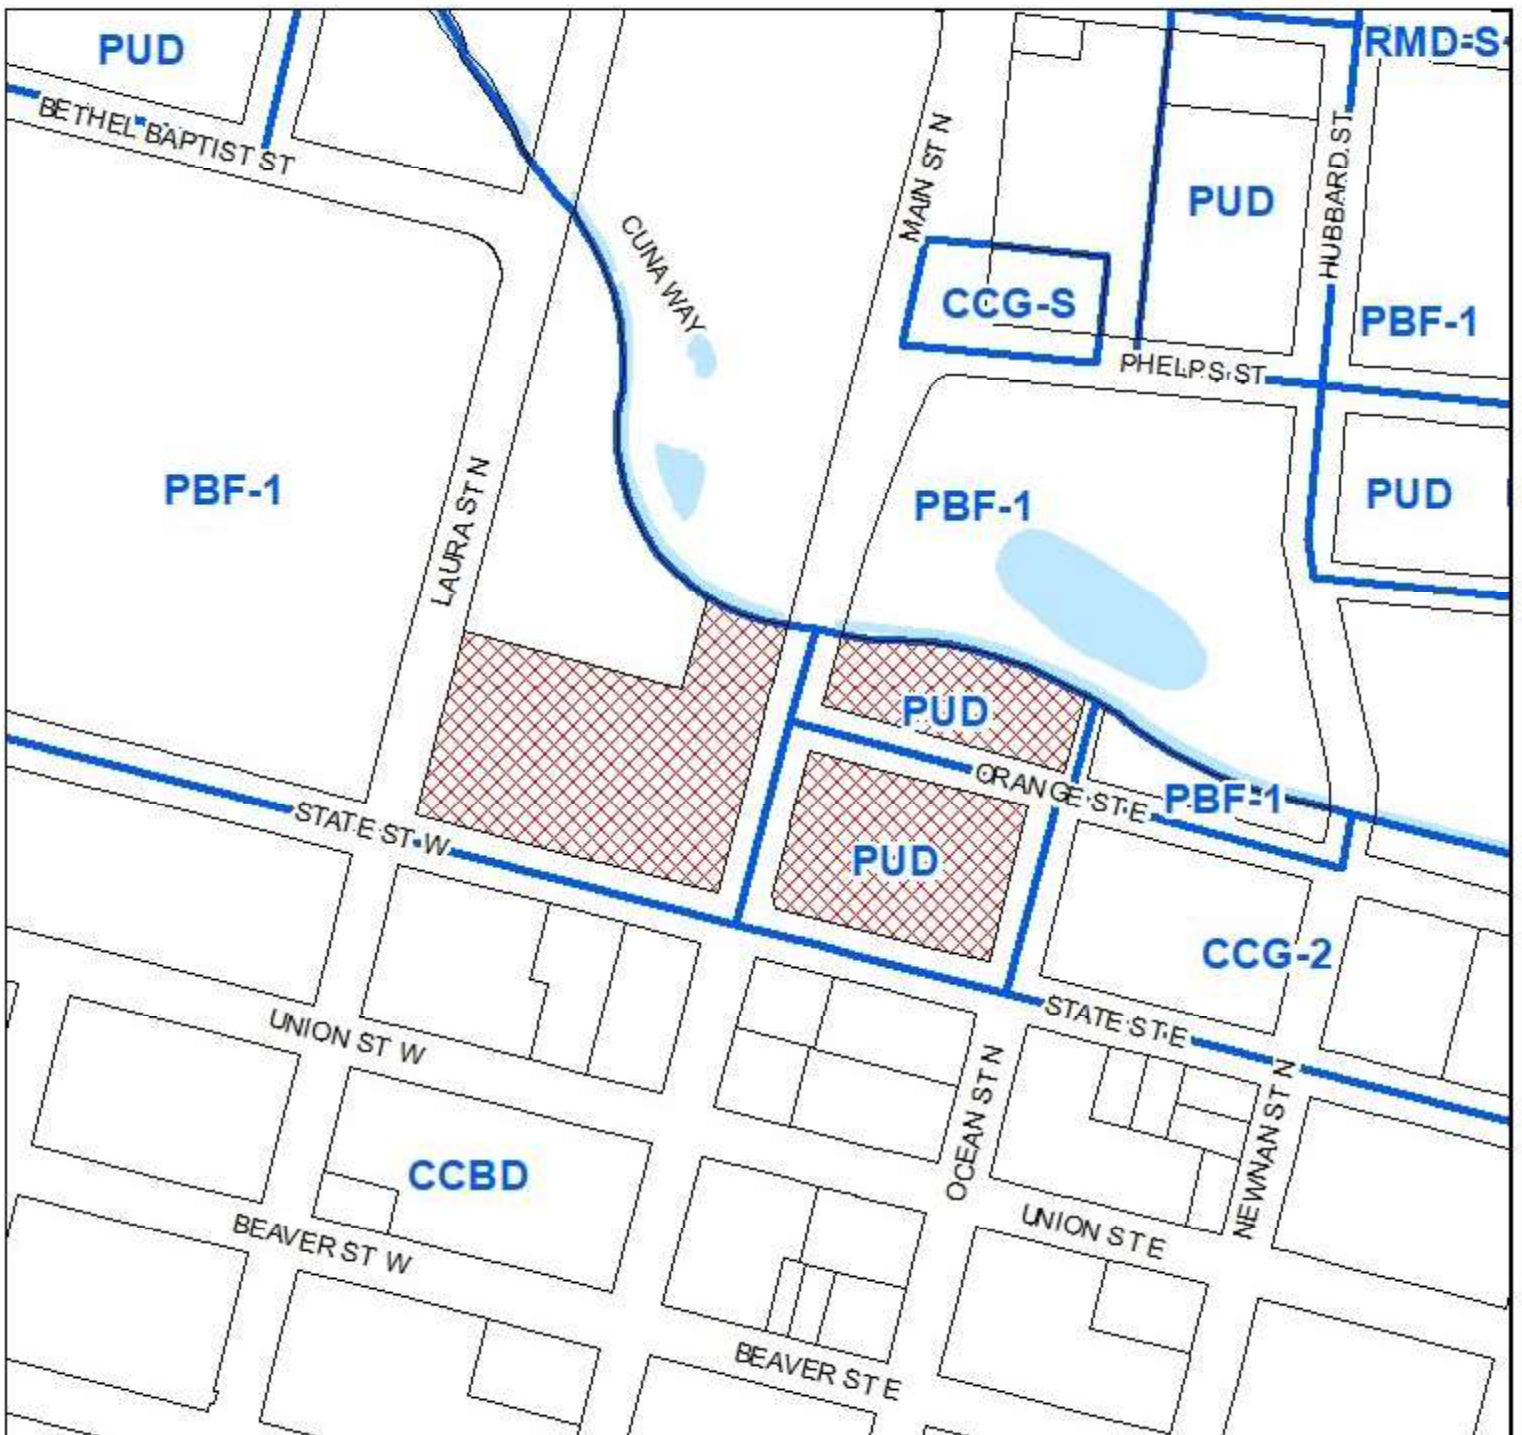 PUD
RMD-S
BETHEL BAPTIST ST
MAIN ST N
HUBBARD ST
PUD
CUNA WAY
CCG-S
PBF-1
PHELPS ST
PBF-1
LAURA ST N
PBF-1
PUD
PUD
ORANGE ST E
PBF-1
STATE ST W
PUD
CCG-2
STATE ST E
UNION ST W
OCEAN ST N
NEWNAN ST N
CCBD
BEAVER ST W
UNION ST E
BEAVER ST E